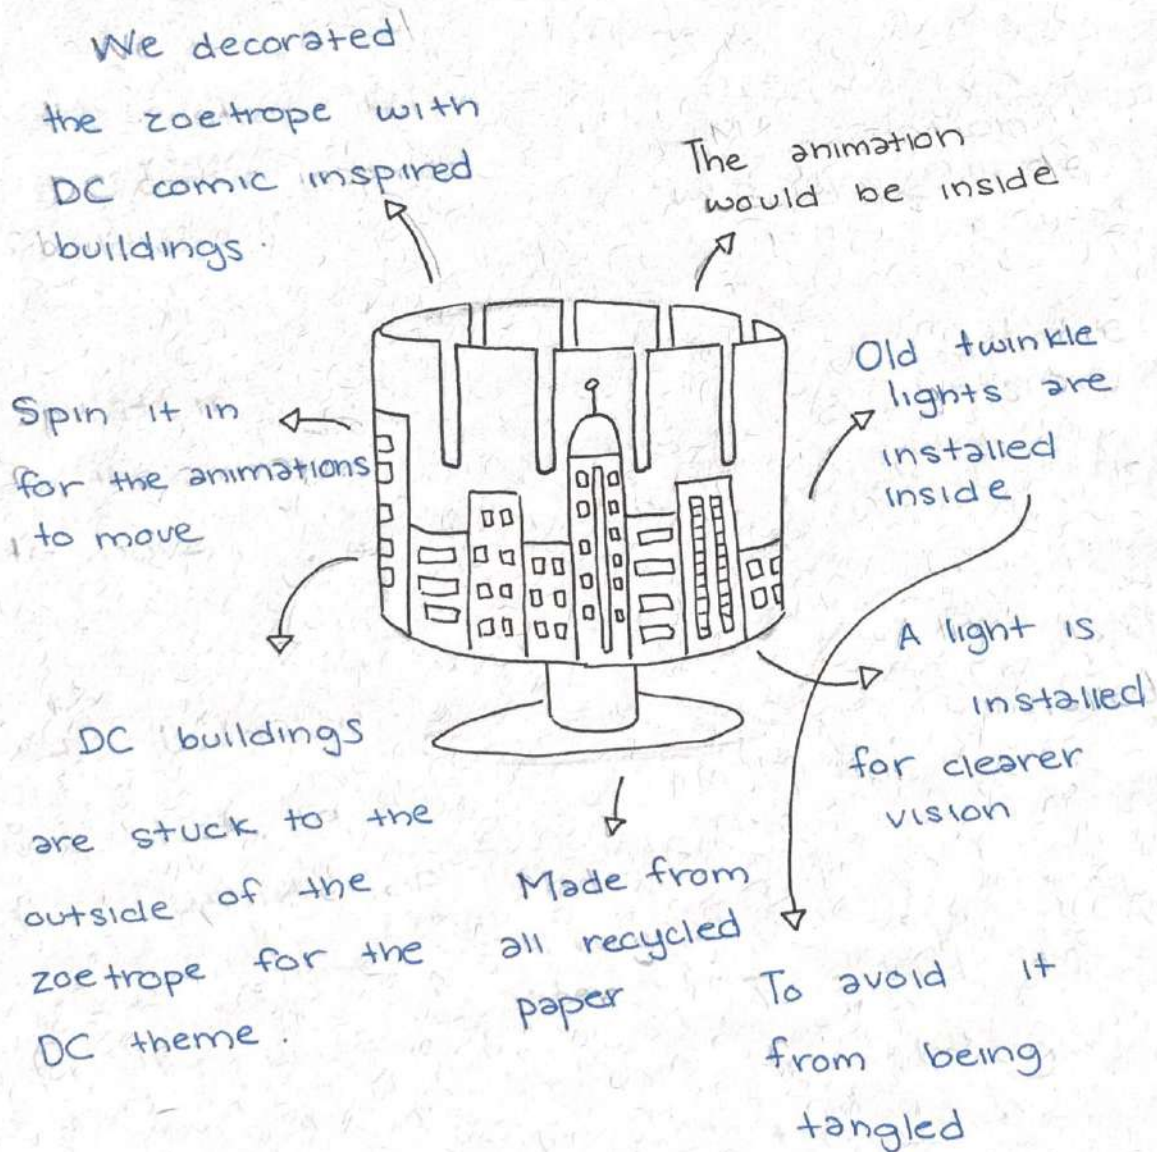 We decorated
the zoetrope with
DC comic inspired
buildings.
The animation
would be inside
Old twinkle
lights are
installed
inside
Spin it in
for the animations
to move
A light is
installed
for clearer
vision
DC buildings
are stuck to the
outside of the
zoetrope for the
DC theme.
Made from
all recycled
paper
To avoid it
from being
tangled